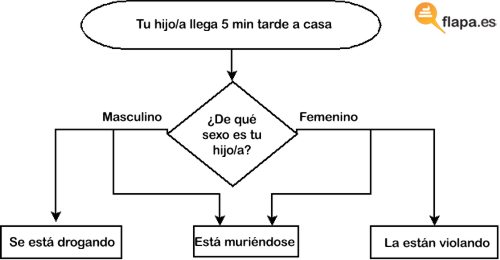 flapa.es
Tu hijo/a llega 5 min tarde a casa
Masculino
¿De qué
sexo es tu
hijo/a?
Femenino
Se está drogando
Está muriéndose
La están violando